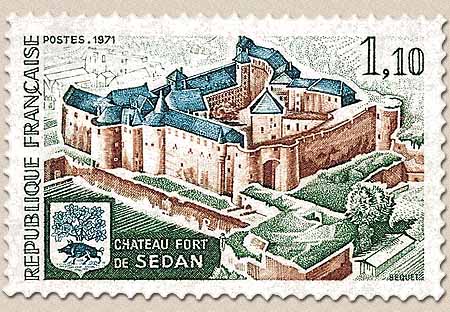 POSTES . 1971
1,10
REPUBLIQUE FRANÇAISE
CHATEAU FORT
DE SEDAN
BEQUET